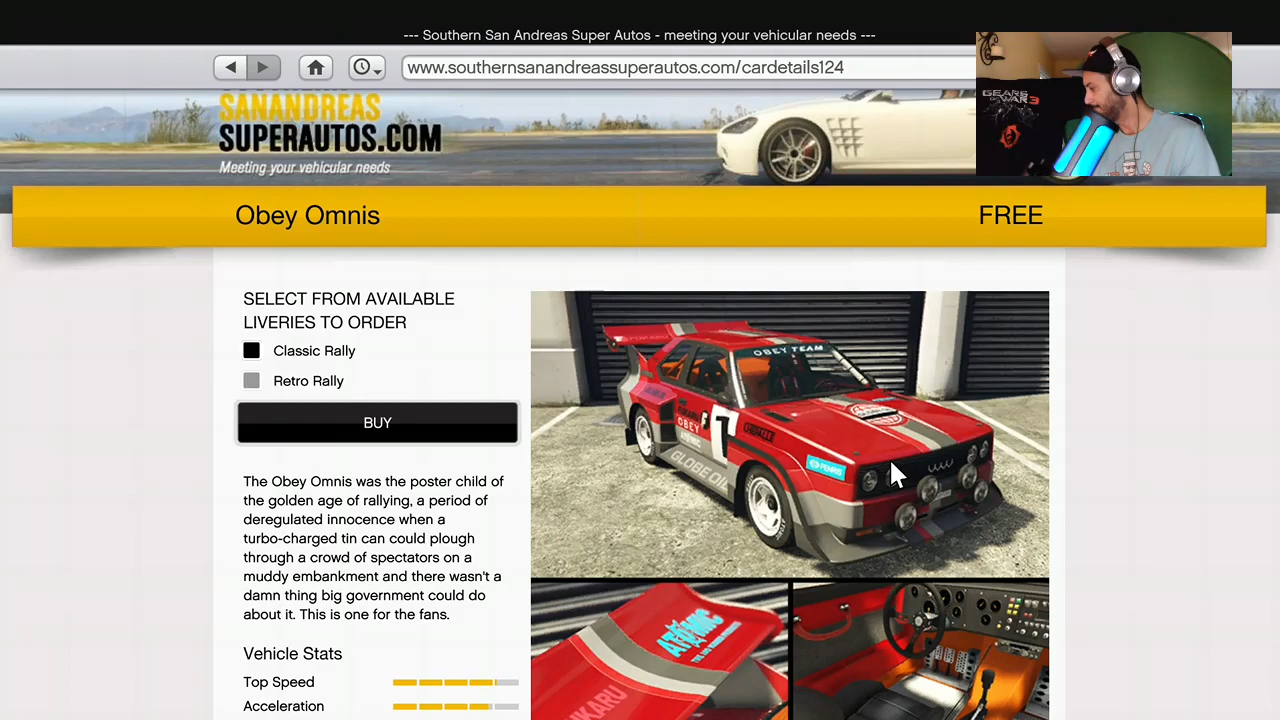 --- Southern San Andreas Super Autos - meeting your vehicular needs ---
www.southernsanandreassuperautos.com/cardetails124
GEARS
OF WAR 3
SANANDREAS
SUPERAUTOS.COM
Meeting your vehicular needs
Obey Omnis
FREE
SELECT FROM AVAILABLE
LIVERIES TO ORDER
Classic Rally
Retro Rally
BUY
The Obey Omnis was the poster child of
the golden age of rallying, a period of
deregulated innocence when a
turbo-charged tin can could plough
through a crowd of spectators on a
muddy embankment and there wasn't a
damn thing big government could do
about it. This is one for the fans.
Vehicle Stats
Top Speed
Acceleration
OBEY TEAM
OBEY
ATOMIC
7
GLOBE OIL
ATOMIC